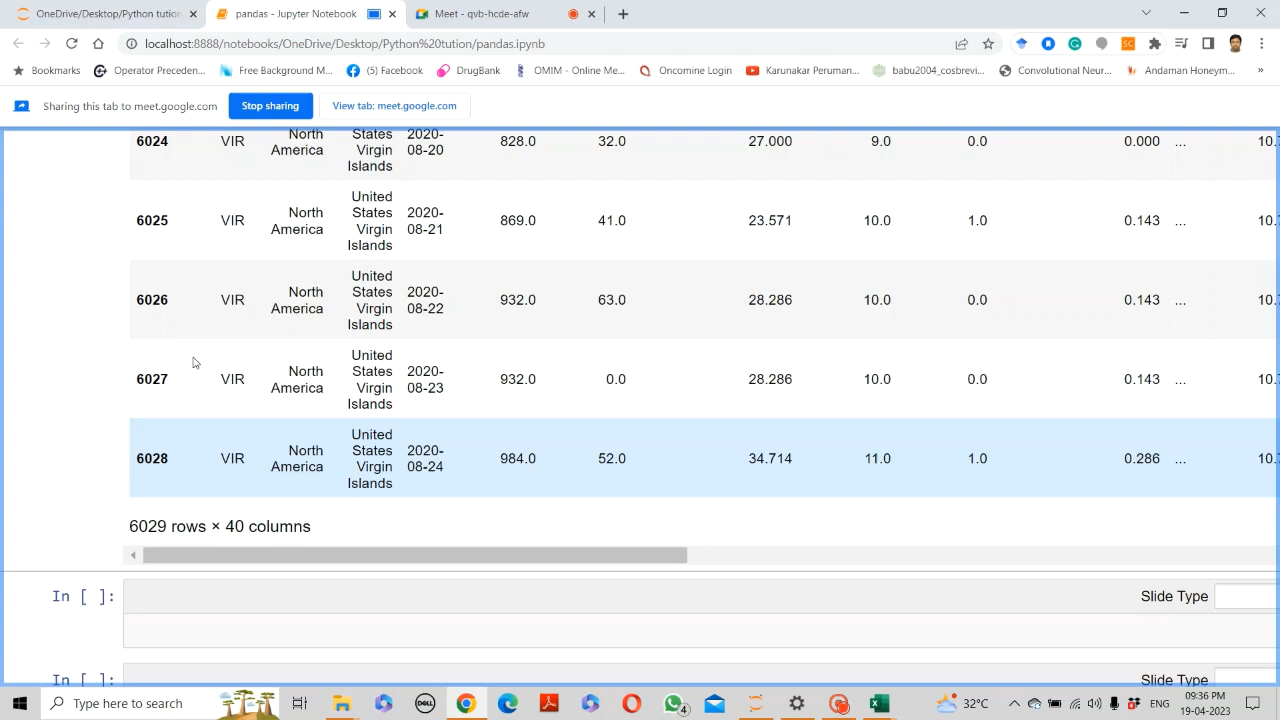 OneDrive/Desktop/Python tution/
pandas - Jupyter Notebook
Meet - qvb-hcde-afw
localhost:8888/notebooks/OneDrive/Desktop/Python%20tution/pandas.ipynb
Bookmarks
Operator Preceden...
Free Background M...
(5) Facebook
DrugBank
OMIM - Online Me...
Oncomine Login
Karunakar Peruman...
babu2004_cosbrevi...
Convolutional Neur...
Andaman Honeym...
»
Sharing this tab to meet.google.com
Stop sharing
View tab: meet.google.com
6024 VIR North America States Virgin Islands 2020-08-20 828.0 32.0 27.000 9.0 0.0 0.000 ... 10.
6025 VIR North America United States Virgin Islands 2020-08-21 869.0 41.0 23.571 10.0 1.0 0.143 ... 10.
6026 VIR North America United States Virgin Islands 2020-08-22 932.0 63.0 28.286 10.0 0.0 0.143 ... 10.
6027 VIR North America United States Virgin Islands 2020-08-23 932.0 0.0 28.286 10.0 0.0 0.143 ... 10.
6028 VIR North America United States Virgin Islands 2020-08-24 984.0 52.0 34.714 11.0 1.0 0.286 ... 10.
6029 rows × 40 columns
In [ ]:
Slide Type
In [ ]:
Slide Type
Type here to search
DELL
4
32°C
ENG
09:36 PM
19-04-2023